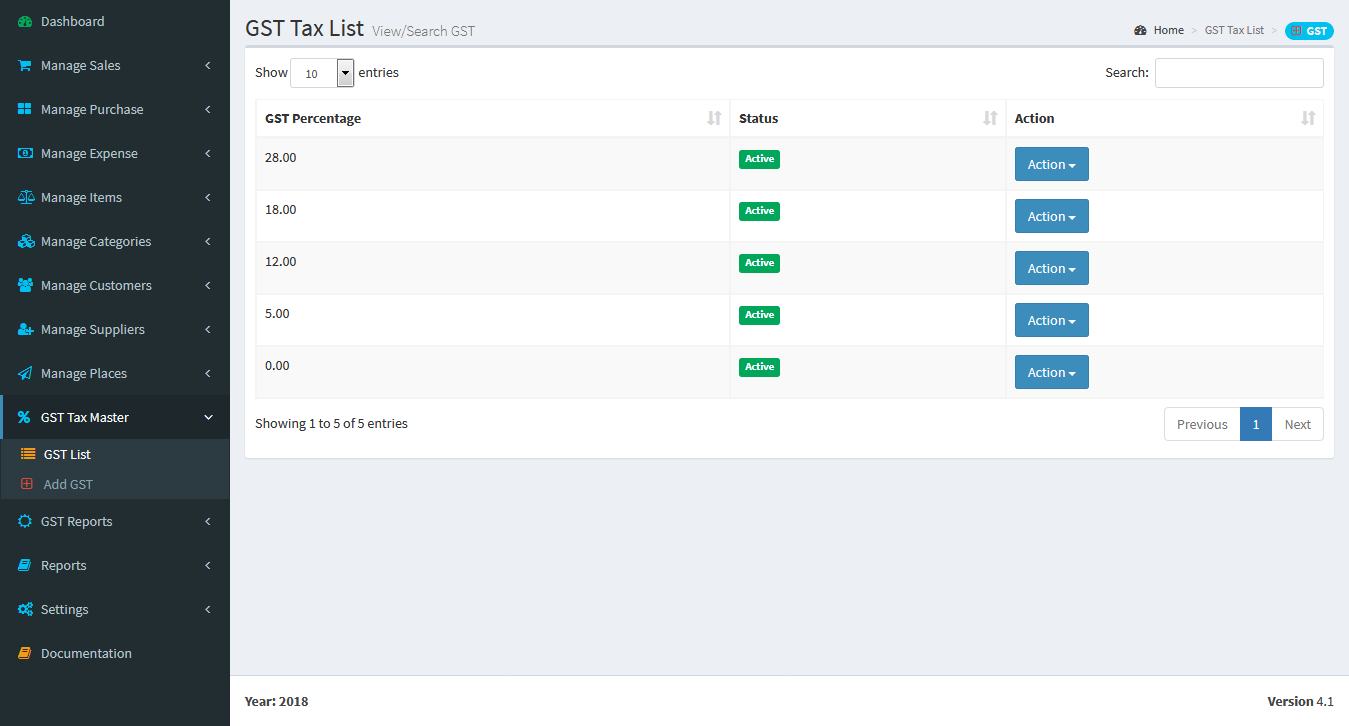 Dashboard
Manage Sales
Manage Purchase
Manage Expense
Manage Items
Manage Categories
Manage Customers
Manage Suppliers
Manage Places
GST Tax Master
GST List
Add GST
GST Reports
Reports
Settings
Documentation
GST Tax List View/Search GST
Home > GST Tax List > GST
Show 10 entries
Search:
GST Percentage Status Action
28.00 Active Action
18.00 Active Action
12.00 Active Action
5.00 Active Action
0.00 Active Action
Showing 1 to 5 of 5 entries
Previous 1 Next
Year: 2018
Version 4.1